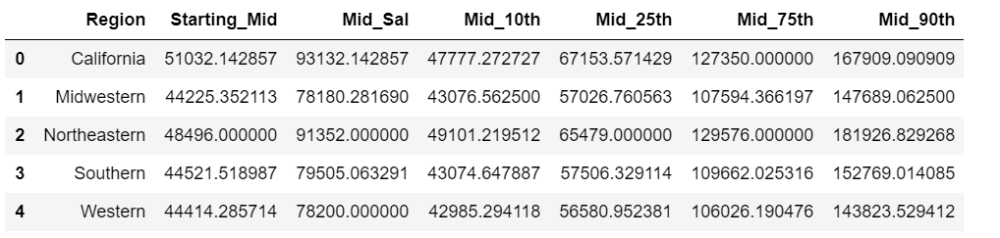 Region Starting_Mid Mid_Sal Mid_10th Mid_25th Mid_75th Mid_90th
0 California 51032.142857 93132.142857 47777.272727 67153.571429 127350.000000 167909.090909
1 Midwestern 44225.352113 78180.281690 43076.562500 57026.760563 107594.366197 147689.062500
2 Northeastern 48496.000000 91352.000000 49101.219512 65479.000000 129576.000000 181926.829268
3 Southern 44521.518987 79505.063291 43074.647887 57506.329114 109662.025316 152769.014085
4 Western 44414.285714 78200.000000 42985.294118 56580.952381 106026.190476 143823.529412